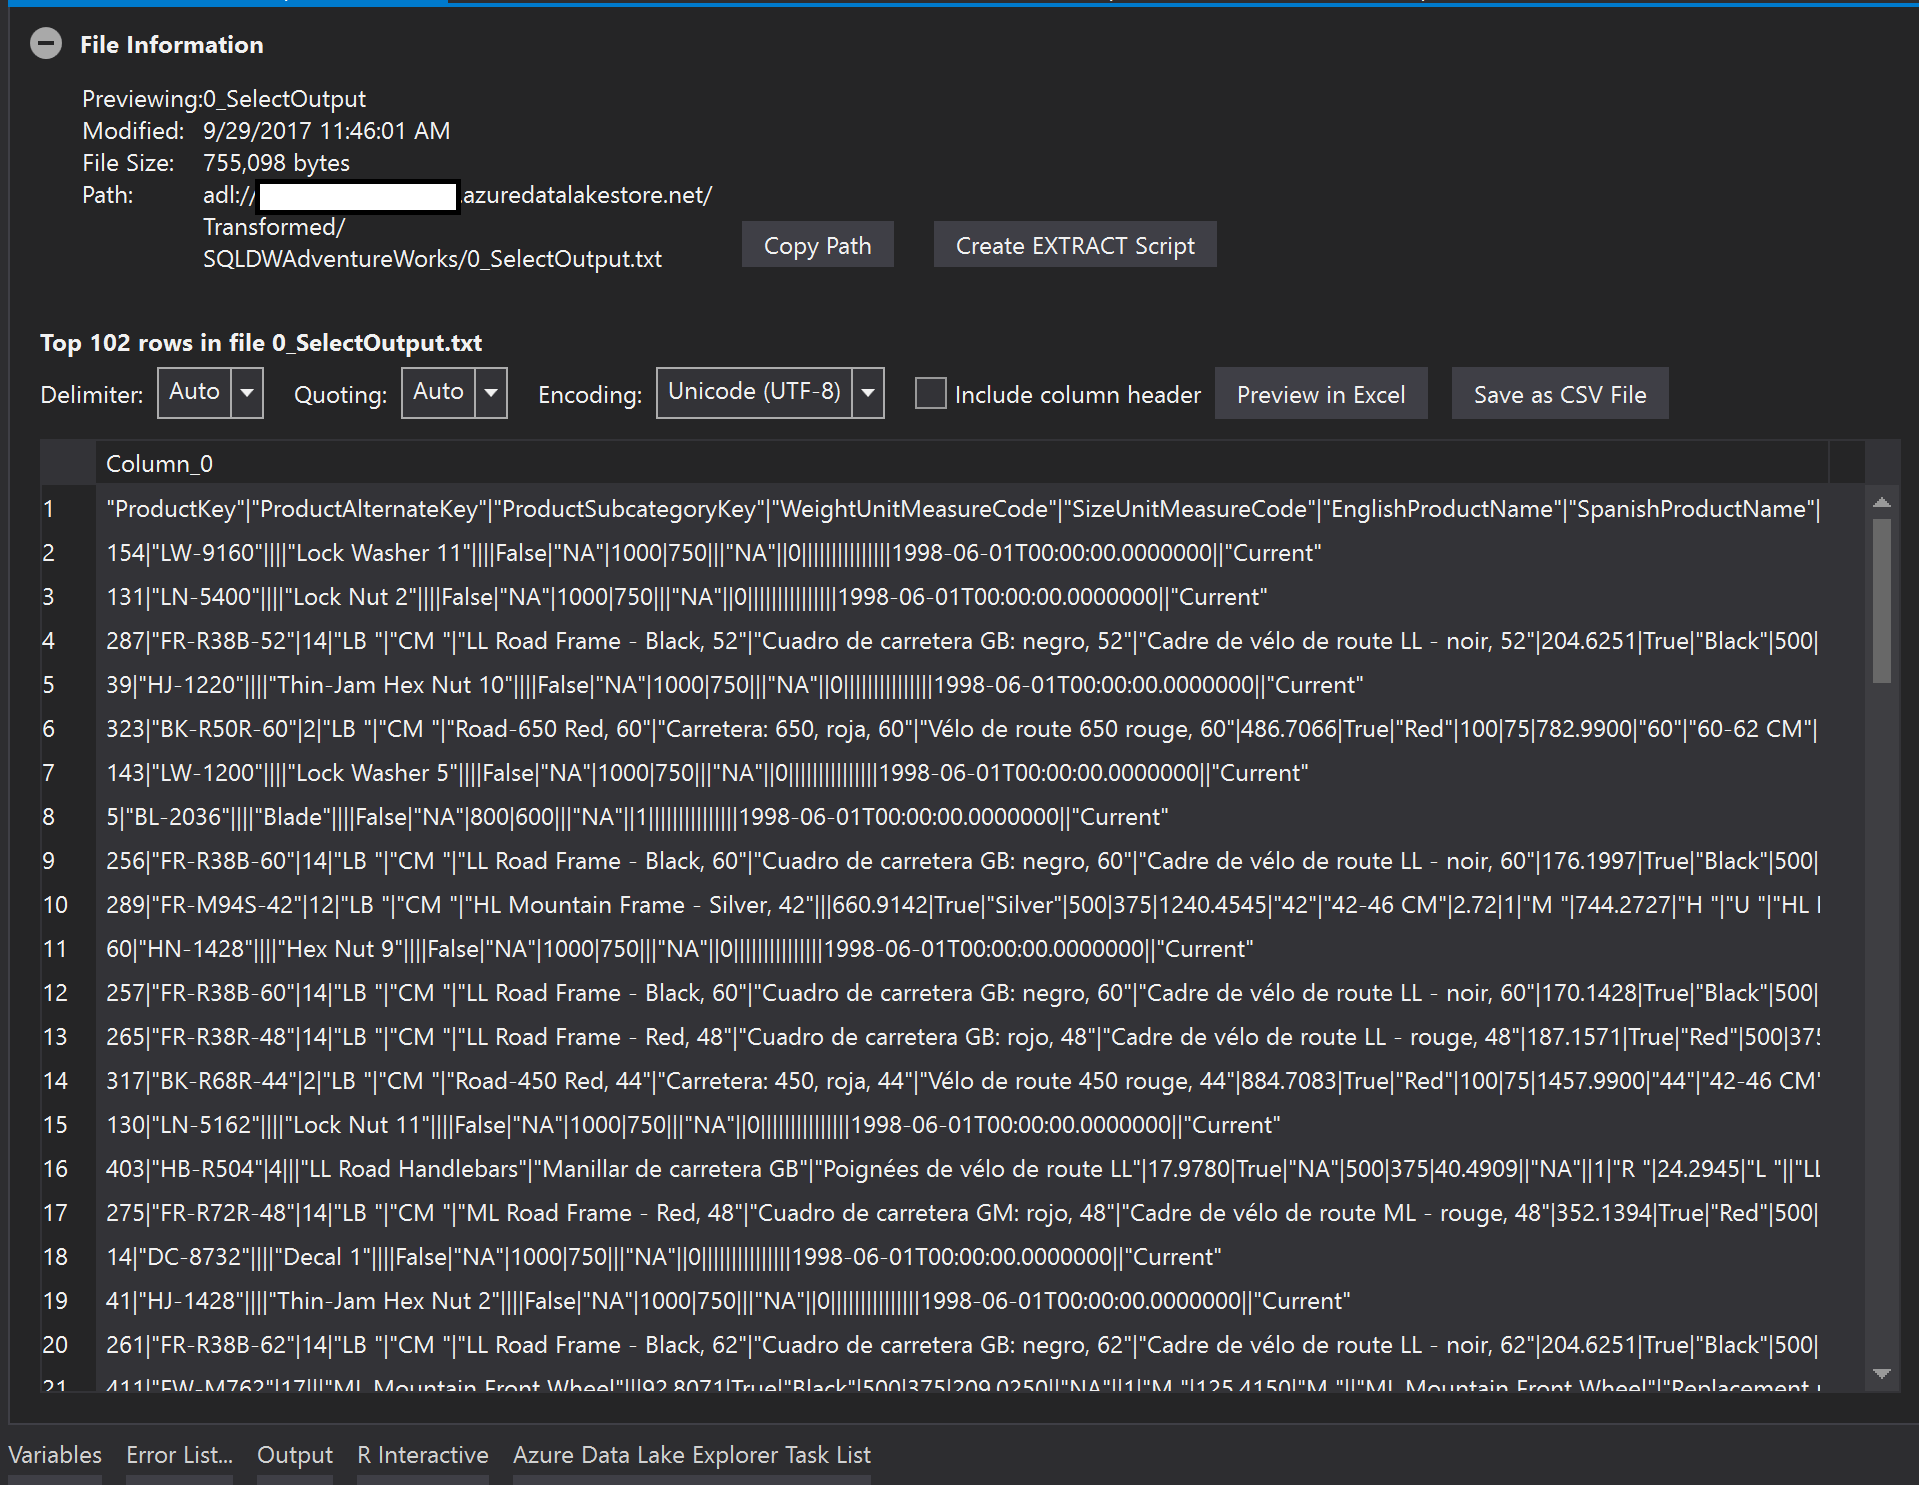 File Information
Previewing:0_SelectOutput
Modified: 9/29/2017 11:46:01 AM
File Size: 755,098 bytes
Path: adl://.azuredatalakestore.net/
Transformed/
SQLDWAdventureWorks/0_SelectOutput.txt
Copy Path
Create EXTRACT Script
Top 102 rows in file 0_SelectOutput.txt
Delimiter: Auto Quoting: Auto Encoding: Unicode (UTF-8) Include column header Preview in Excel Save as CSV File
Column_0
1 "ProductKey"|"ProductAlternateKey"|"ProductSubcategoryKey"|"WeightUnitMeasureCode"|"SizeUnitMeasureCode"|"EnglishProductName"|"SpanishProductName"|
2 154|"LW-9160"||||"Lock Washer 11"||||False|"NA"|1000|750|||"NA"||0|||||||||||||||1998-06-01T00:00:00.0000000||"Current"
3 131|"LN-5400"||||"Lock Nut 2"||||False|"NA"|1000|750|||"NA"||0|||||||||||||||1998-06-01T00:00:00.0000000||"Current"
4 287|"FR-R38B-52"|14|"LB "|"CM "|"LL Road Frame - Black, 52"|"Cuadro de carretera GB: negro, 52"|"Cadre de vélo de route LL - noir, 52"|204.6251|True|"Black"|500|
5 39|"HJ-1220"||||"Thin-Jam Hex Nut 10"||||False|"NA"|1000|750|||"NA"||0|||||||||||||||1998-06-01T00:00:00.0000000||"Current"
6 323|"BK-R50R-60"|2|"LB "|"CM "|"Road-650 Red, 60"|"Carretera: 650, roja, 60"|"Vélo de route 650 rouge, 60"|486.7066|True|"Red"|100|75|782.9900|"60"|"60-62 CM"|
7 143|"LW-1200"||||"Lock Washer 5"||||False|"NA"|1000|750|||"NA"||0|||||||||||||||1998-06-01T00:00:00.0000000||"Current"
8 5|"BL-2036"||||"Blade"||||False|"NA"|800|600|||"NA"||1|||||||||||||||1998-06-01T00:00:00.0000000||"Current"
9 256|"FR-R38B-60"|14|"LB "|"CM "|"LL Road Frame - Black, 60"|"Cuadro de carretera GB: negro, 60"|"Cadre de vélo de route LL - noir, 60"|176.1997|True|"Black"|500|
10 289|"FR-M94S-42"|12|"LB "|"CM "|"HL Mountain Frame - Silver, 42"|||660.9142|True|"Silver"|500|375|1240.4545|"42"|"42-46 CM"|2.72|1|"M "|744.2727|"H "|"U "|"HL
11 60|"HN-1428"||||"Hex Nut 9"||||False|"NA"|1000|750|||"NA"||0|||||||||||||||1998-06-01T00:00:00.0000000||"Current"
12 257|"FR-R38B-60"|14|"LB "|"CM "|"LL Road Frame - Black, 60"|"Cuadro de carretera GB: negro, 60"|"Cadre de vélo de route LL - noir, 60"|170.1428|True|"Black"|500|
13 265|"FR-R38R-48"|14|"LB "|"CM "|"LL Road Frame - Red, 48"|"Cuadro de carretera GB: rojo, 48"|"Cadre de vélo de route LL - rouge, 48"|187.1571|True|"Red"|500|375
14 317|"BK-R68R-44"|2|"LB "|"CM "|"Road-450 Red, 44"|"Carretera: 450, roja, 44"|"Vélo de route 450 rouge, 44"|884.7083|True|"Red"|100|75|1457.9900|"44"|"42-46 CM"
15 130|"LN-5162"||||"Lock Nut 11"||||False|"NA"|1000|750|||"NA"||0|||||||||||||||1998-06-01T00:00:00.0000000||"Current"
16 403|"HB-R504"|4|||"LL Road Handlebars"|"Manillar de carretera GB"|"Poignées de vélo de route LL"|17.9780|True|"NA"|500|375|40.4909||"NA"||1|"R "|24.2945|"L "||"LL
17 275|"FR-R72R-48"|14|"LB "|"CM "|"ML Road Frame - Red, 48"|"Cuadro de carretera GM: rojo, 48"|"Cadre de vélo de route ML - rouge, 48"|352.1394|True|"Red"|500|
18 14|"DC-8732"||||"Decal 1"||||False|"NA"|1000|750|||"NA"||0|||||||||||||||1998-06-01T00:00:00.0000000||"Current"
19 41|"HJ-1428"||||"Thin-Jam Hex Nut 2"||||False|"NA"|1000|750|||"NA"||0|||||||||||||||1998-06-01T00:00:00.0000000||"Current"
20 261|"FR-R38B-62"|14|"LB "|"CM "|"LL Road Frame - Black, 62"|"Cuadro de carretera GB: negro, 62"|"Cadre de vélo de route LL - noir, 62"|204.6251|True|"Black"|500|
21 411|"FW-M762"|17|||"ML Mountain Front Wheel"|||92.8071|True|"Black"|500|375|209.0250||"NA"||1|"M "|125.4150|"M "||"ML Mountain Front Wheel"|"Replacement
Variables Error List... Output R Interactive Azure Data Lake Explorer Task List